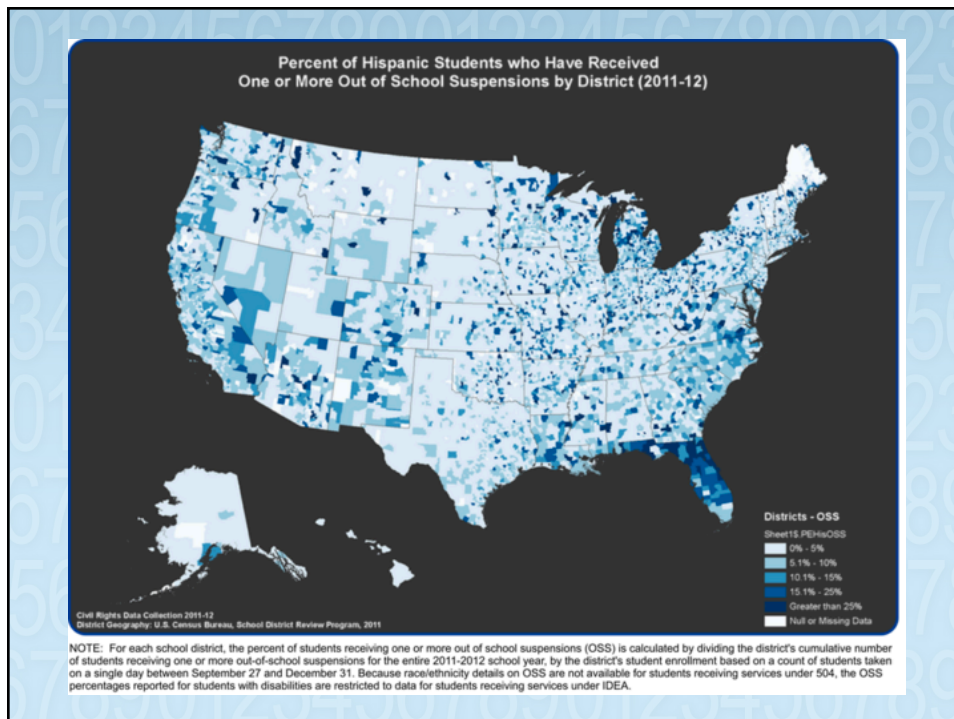 Percent of Hispanic Students who Have Received
One or More Out of School Suspensions by District (2011-12)
Districts - OSS
Sheet1$.PEHisOSS
0% - 5%
5.1% - 10%
10.1% - 15%
15.1% - 25%
Greater than 25%
Null or Missing Data
Civil Rights Data Collection 2011-12
District Geography: U.S. Census Bureau, School District Review Program, 2011
NOTE: For each school district, the percent of students receiving one or more out of school suspensions (OSS) is calculated by dividing the district's cumulative number
of students receiving one or more out-of-school suspensions for the entire 2011-2012 school year, by the district's student enrollment based on a count of students taken
on a single day between September 27 and December 31. Because race/ethnicity details on OSS are not available for students receiving services under 504, the OSS
percentages reported for students with disabilities are restricted to data for students receiving services under IDEA.